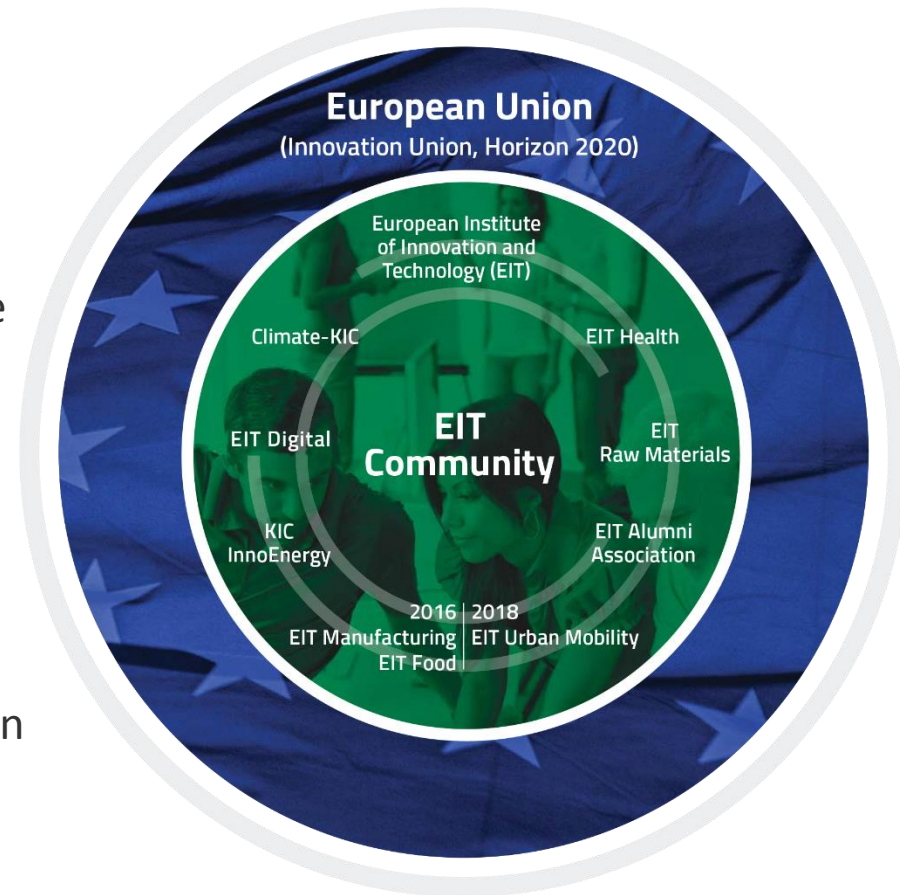 European Union
(Innovation Union, Horizon 2020)
European Institute
of Innovation and
Technology (EIT)
Climate-KIC
EIT Health
EIT Digital
EIT
Community
EIT
Raw Materials
KIC
InnoEnergy
EIT Alumni
Association
2016 | 2018
EIT Manufacturing
EIT Urban Mobility
EIT Food
e
n